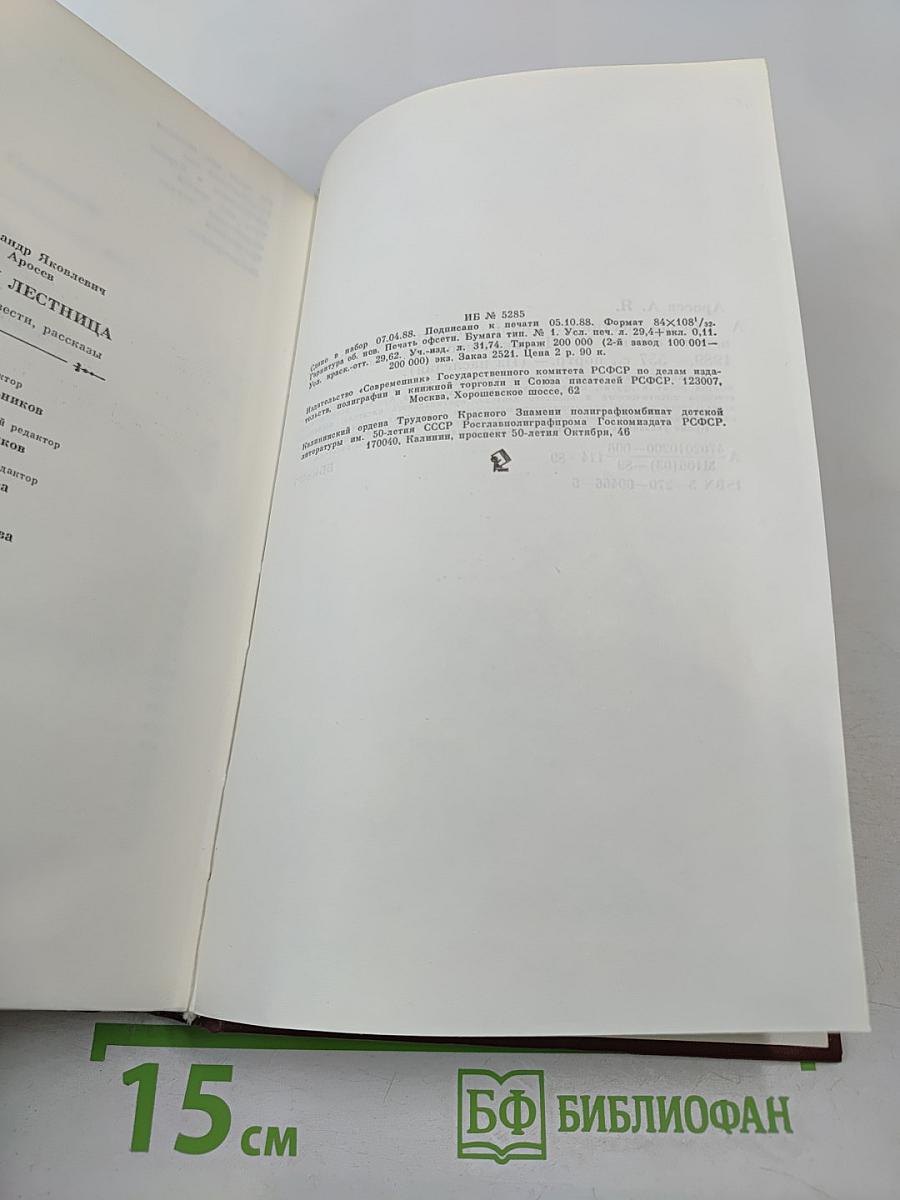 андр Яковлевич
Аросев
ЛЕСТНИЦА
вести, рассказы
ктор
ников
й редактор
ков
дактор
ка
ва
ИБ № 5285
Сдано в набор 07.04.88. Подписано к печати 05.10.88. Формат 84×108¹/₃₂.
Гарнитура об. нов. Печать офсетн. Бумага тип. № 1. Усл. печ. л. 29,4+вкл. 0,11.
Усл. краск.-отт. 29,62. Уч.-изд. л. 31,74. Тираж 200 000 (2-й завод 100 001—
200 000) экз. Заказ 2521. Цена 2 р. 90 к.
Издательство «Современник» Государственного комитета РСФСР по делам изда-
тельств, полиграфии и книжной торговли и Союза писателей РСФСР. 123007,
Москва, Хорошевское шоссе, 62
Калининский ордена Трудового Красного Знамени полиграфкомбинат детской
литературы им. 50-летия СССР Росглавполиграфпрома Госкомиздата РСФСР.
170040, Калинин, проспект 50-летия Октября, 46
15 см
БФ БИБЛИОФАН